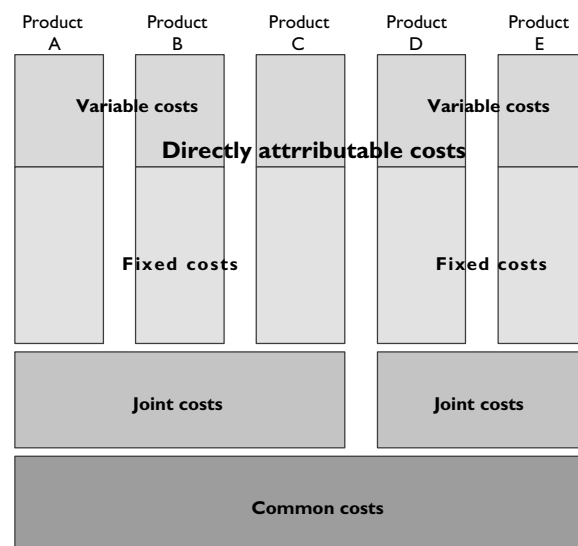 Product Product Product Product Product
A B C D E
Variable costs Variable costs
Directly attrributable costs
Fixed costs Fixed costs
Joint costs Joint costs
Common costs